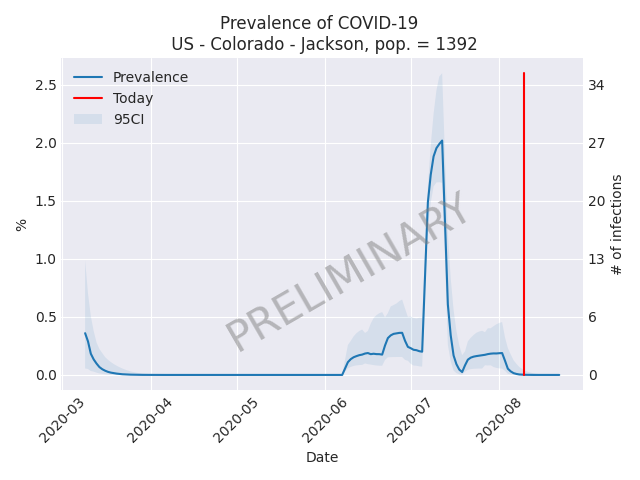 Prevalence of COVID-19
US - Colorado - Jackson, pop. = 1392
Prevalence
Today
95CI
2.5
2.0
1.5
1.0
0.5
0.0
%
34
27
20
13
6
0
# of infections
PRELIMINARY
2020-03
2020-04
2020-05
2020-06
2020-07
2020-08
Date